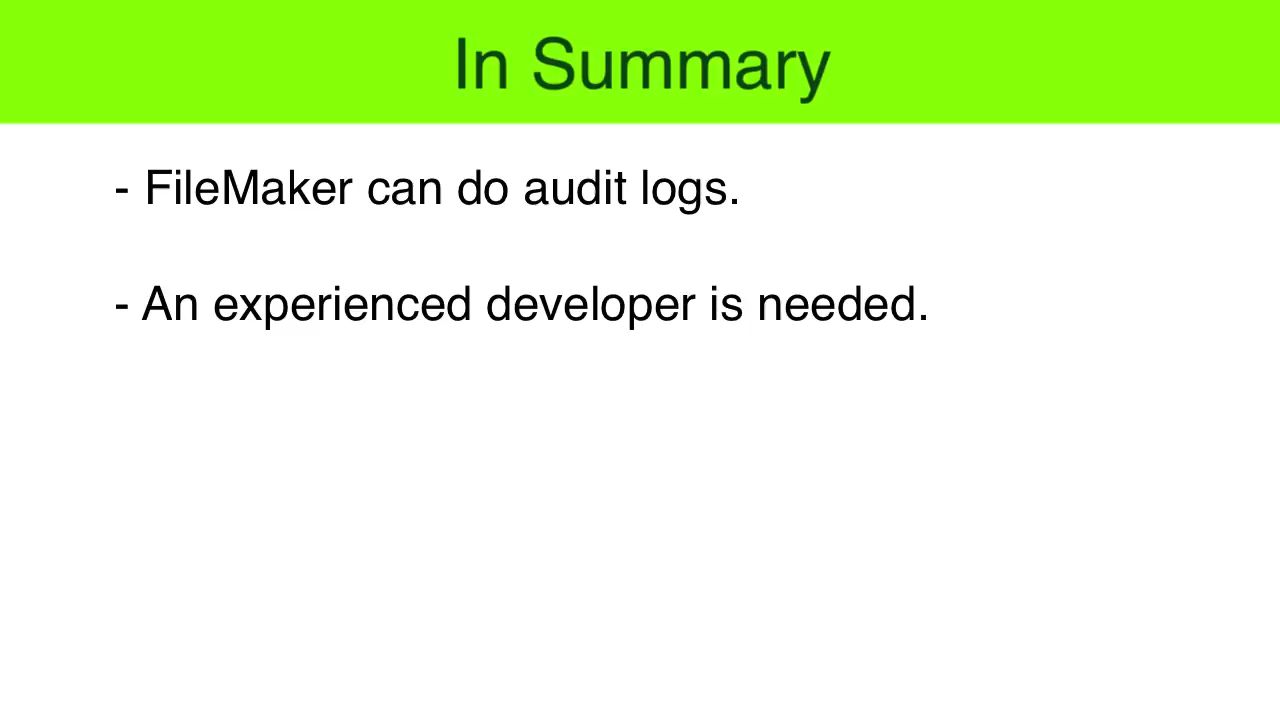 In Summary
- FileMaker can do audit logs.
- An experienced developer is needed.